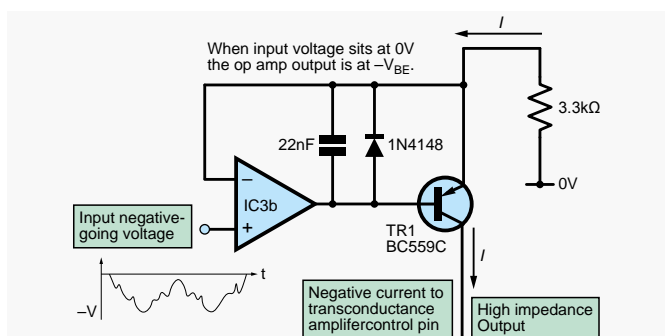 I
When input voltage sits at 0V
the op amp output is at –VBE.
3.3kΩ
22nF
1N4148
0V
–
IC3b
+
Input negative-
going voltage
TR1
BC559C
t
I
–V
Negative current to
transconductance
amplifercontrol pin
High impedance
Output